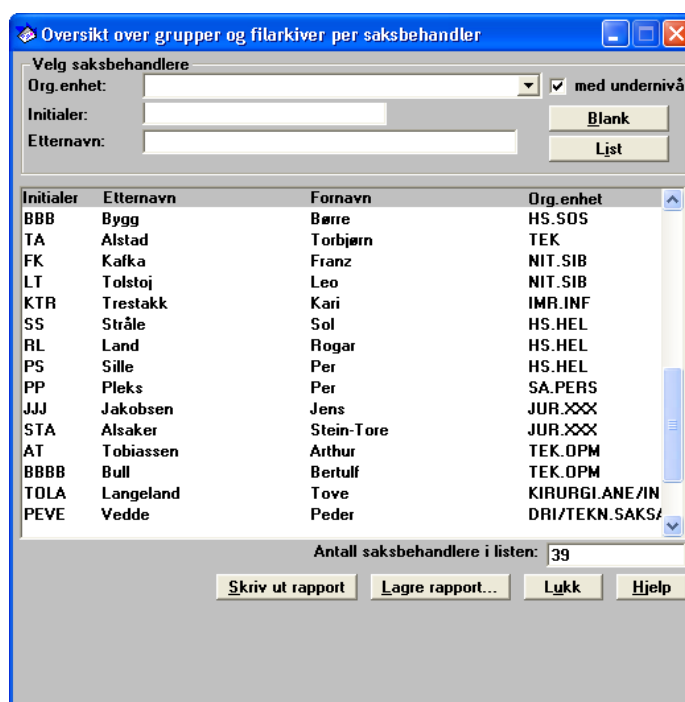 Oversikt over grupper og filarkiver per saksbehandler
Velg saksbehandlere
Org.enhet: med undernivå
Initialer: Blank
Etternavn: List
Initialer Etternavn Fornavn Org.enhet
BBB Bygg Børre HS.SOS
TA Alstad Torbjørn TEK
FK Kafka Franz NIT.SIB
LT Tolstoj Leo NIT.SIB
KTR Trestakk Kari IMR.INF
SS Stråle Sol HS.HEL
RL Land Rogar HS.HEL
PS Sille Per HS.HEL
PP Pleks Per SA.PERS
JJJ Jakobsen Jens JUR.XXX
STA Alsaker Stein-Tore JUR.XXX
AT Tobiassen Arthur TEK.OPM
BBBB Bull Bertulf TEK.OPM
TOLA Langeland Tove KIRURGI.ANE/IN
PEVE Vedde Peder DRI/TEKN.SAKSA
Antall saksbehandlere i listen: 39
Skriv ut rapport Lagre rapport... Lukk Hjelp